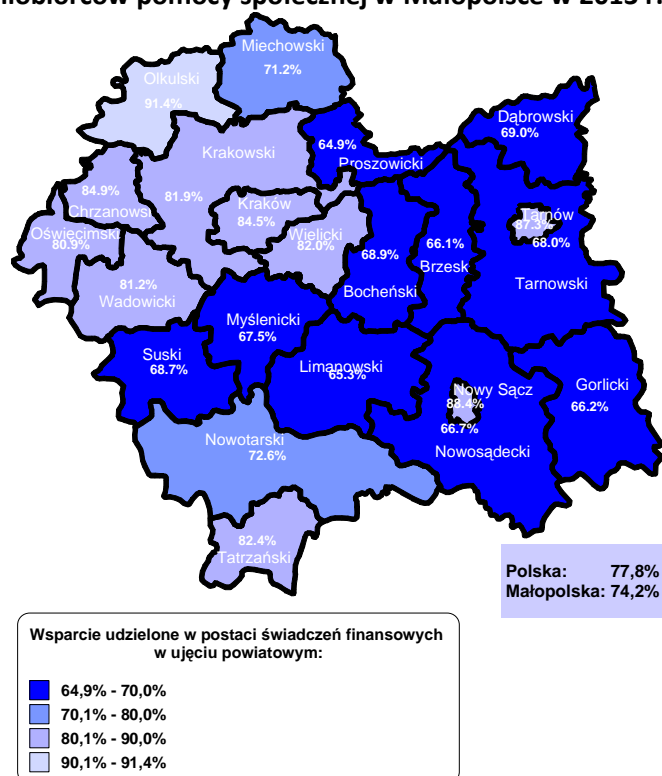 pomocy społecznej w Małopolsce w 2013 r.
Miechowski
71.2%
Olkulski
91.4%
Dąbrowski
69.0%
64.9%
Proszowicki
Krakowski
81.9%
84.9%
Chrzanowsk
Kraków
84.5%
Tarnów
87.3%
68.0%
Tarnowski
Oświęcimsk
80.9%
Wielicki
82.0%
68.9%
Bocheński
66.1%
Brzesk
81.2%
Wadowicki
Myślenicki
67.5%
Suski
68.7%
Limanowski
65.3%
Nowy Sącz
88.4%
66.7%
Nowosądecki
Gorlicki
66.2%
Nowotarski
72.6%
82.4%
Tatrzański
Polska: 77,8%
Małopolska: 74,2%
Wsparcie udzielone w postaci świadczeń finansowych
w ujęciu powiatowym:
64,9% - 70,0%
70,1% - 80,0%
80,1% - 90,0%
90,1% - 91,4%